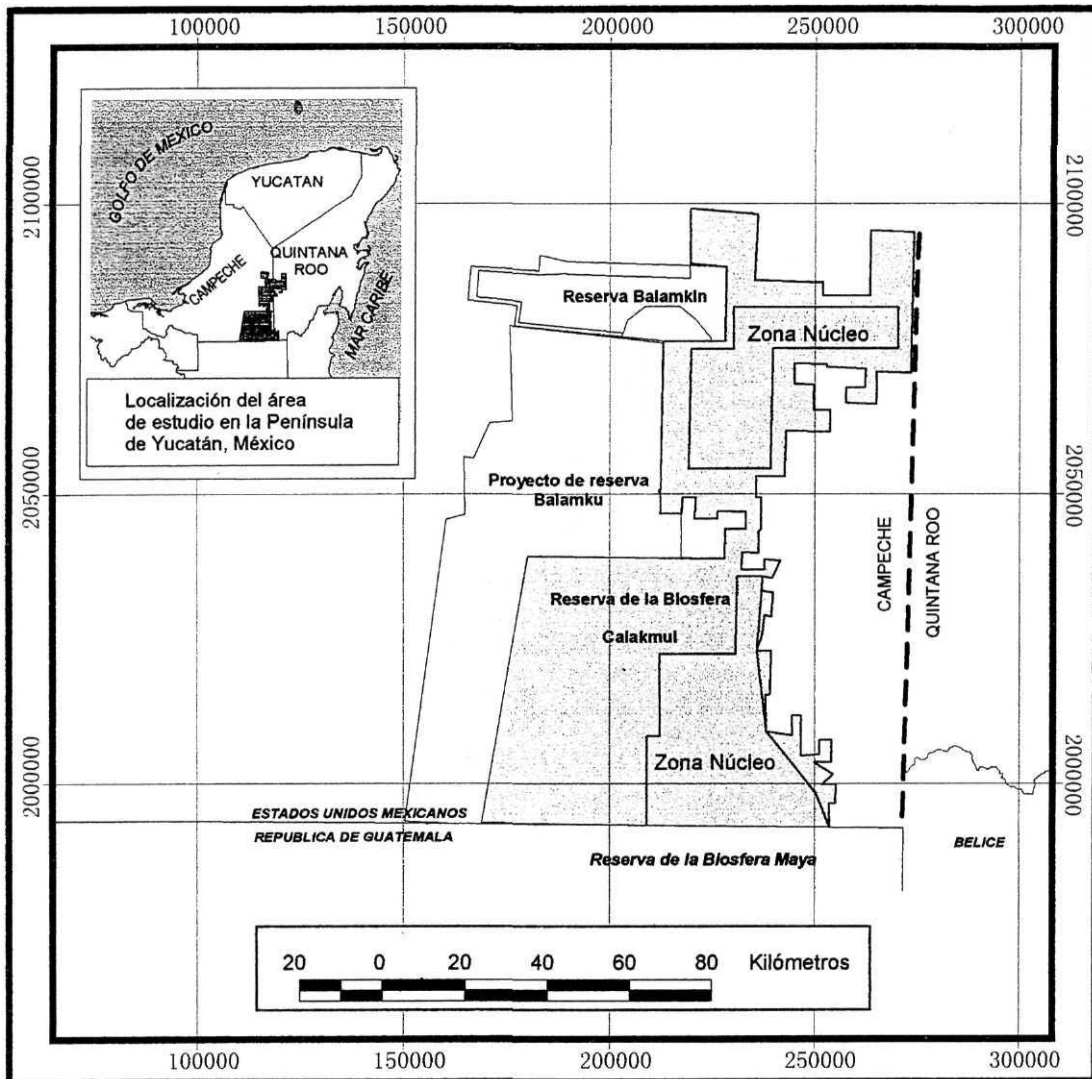 100000 150000 200000 250000 300000
GOLFO DE MEXICO
YUCATAN
QUINTANA
ROO
CAMPECHE
MAR CARIBE
Localización del área
de estudio en la Península
de Yucatán, México
2100000
2100000
Reserva Balamkin
Zona Núcleo
Proyecto de reserva
Balamku
2050000
2050000
CAMPECHE
QUINTANA ROO
Reserva de la Biosfera
Calakmul
Zona Núcleo
2000000
2000000
ESTADOS UNIDOS MEXICANOS
REPUBLICA DE GUATEMALA
BELICE
Reserva de la Biosfera Maya
20 0 20 40 60 80 Kilómetros
100000 150000 200000 250000 300000